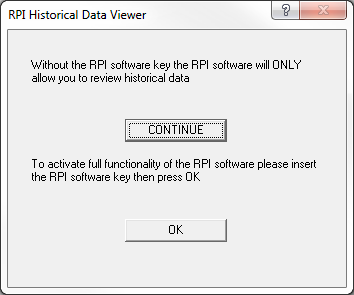 RPI Historical Data Viewer
Without the RPI software key the RPI software will ONLY
allow you to review historical data
CONTINUE
To activate full functionality of the RPI software please insert
the RPI software key then press OK
OK